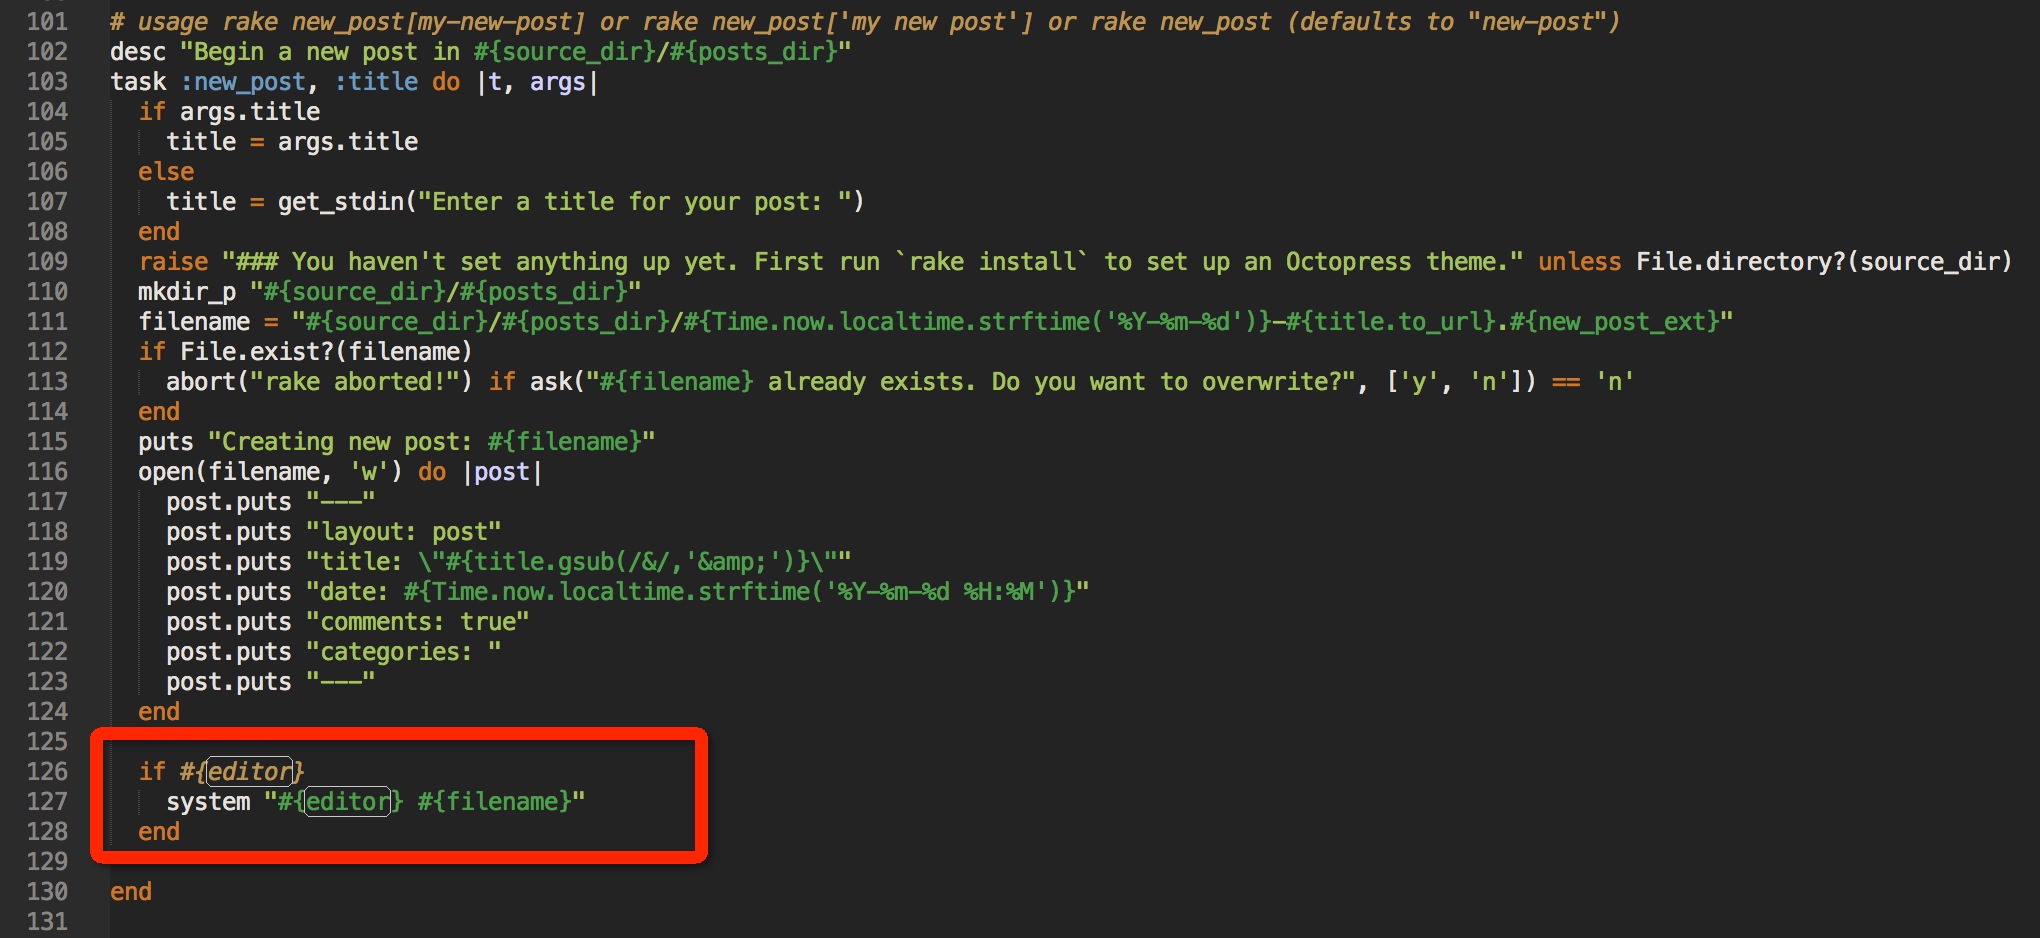 101 # usage rake new_post[my-new-post] or rake new_post['my new post'] or rake new_post (defaults to "new-post")
102 desc "Begin a new post in #{source_dir}/#{posts_dir}"
103 task :new_post, :title do |t, args|
104   if args.title
105     title = args.title
106   else
107     title = get_stdin("Enter a title for your post: ")
108   end
109   raise "### You haven't set anything up yet. First run `rake install` to set up an Octopress theme." unless File.directory?(source_dir)
110   mkdir_p "#{source_dir}/#{posts_dir}"
111   filename = "#{source_dir}/#{posts_dir}/#{Time.now.localtime.strftime('%Y-%m-%d')}-#{title.to_url}.#{new_post_ext}"
112   if File.exist?(filename)
113     abort("rake aborted!") if ask("#{filename} already exists. Do you want to overwrite?", ['y', 'n']) == 'n'
114   end
115   puts "Creating new post: #{filename}"
116   open(filename, 'w') do |post|
117     post.puts "---"
118     post.puts "layout: post"
119     post.puts "title: \"#{title.gsub(/&/,'&amp;')}\""
120     post.puts "date: #{Time.now.localtime.strftime('%Y-%m-%d %H:%M')}"
121     post.puts "comments: true"
122     post.puts "categories: "
123     post.puts "---"
124   end
125
126   if #{editor}
127     system "#{editor} #{filename}"
128   end
129
130 end
131